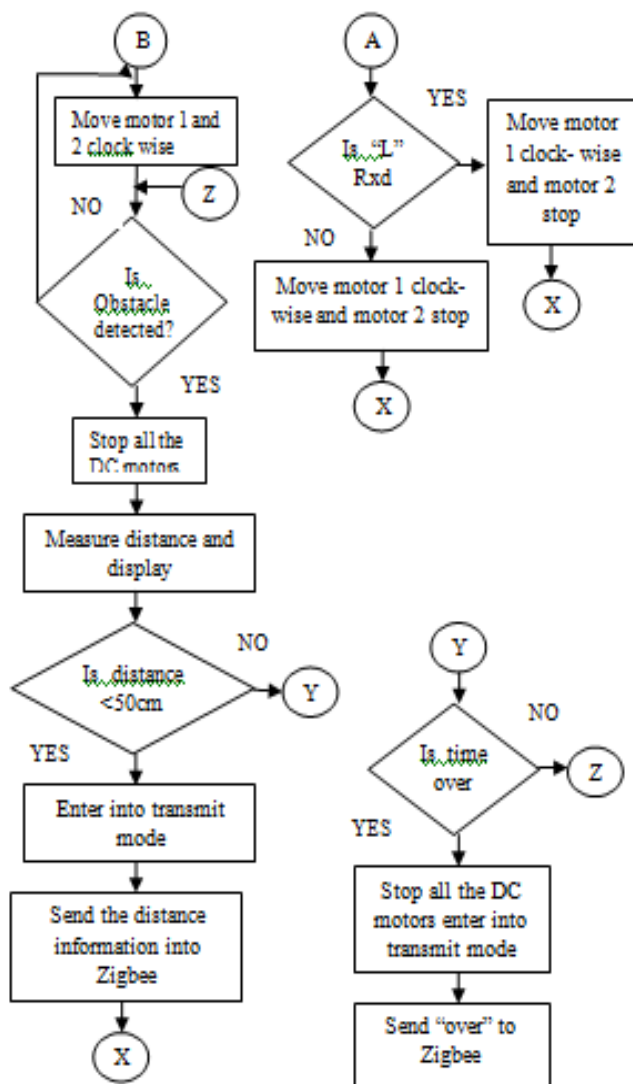 B
Move motor 1 and
2 clock wise
Z
NO
Is
Obstacle
detected?
YES
Stop all the
DC motors
Measure distance and
display
Is distance
<50cm
NO
Y
YES
Enter into transmit
mode
Send the distance
information into
Zigbee
X
A
Is "L"
Rxd
YES
Move motor
1 clock- wise
and motor 2
stop
X
NO
Move motor 1 clock-
wise and motor 2 stop
X
Y
Is time
over
NO
Z
YES
Stop all the DC
motors enter into
transmit mode
Send "over" to
Zigbee